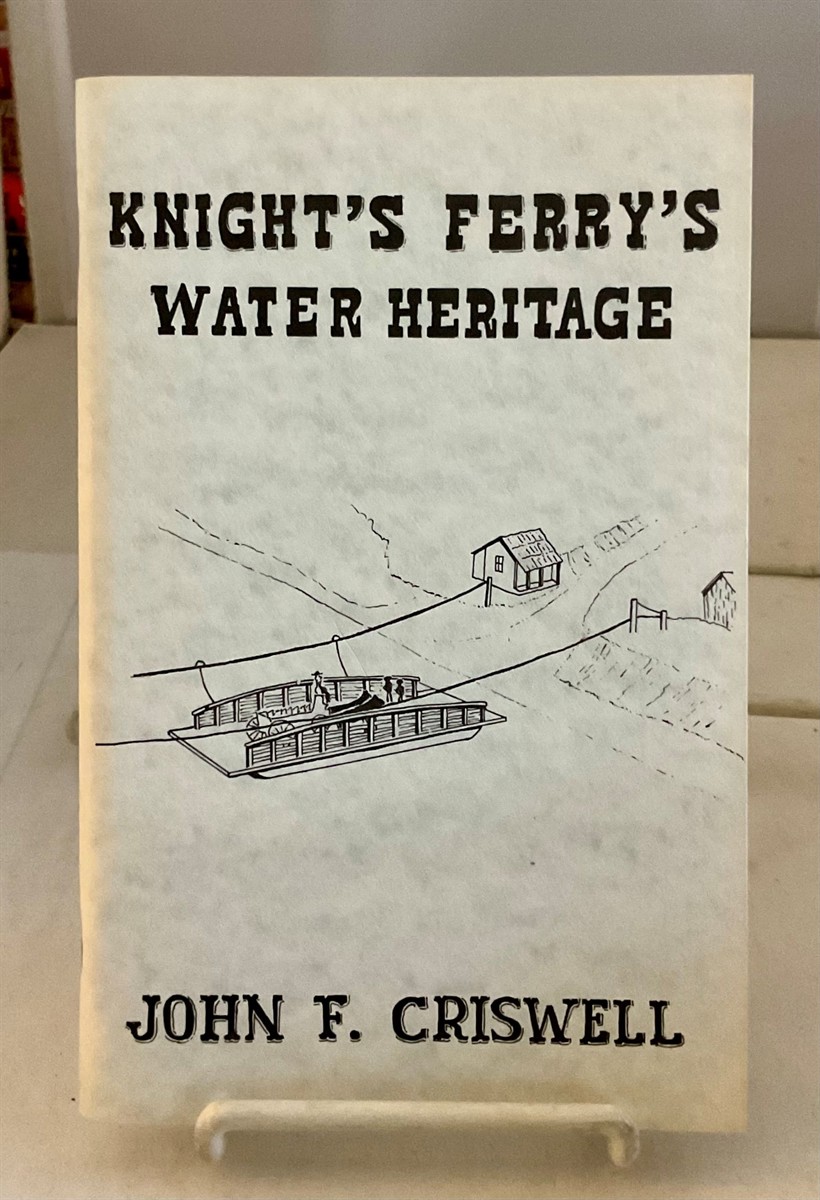 KNIGHT'S FERRY'S
WATER HERITAGE
JOHN F. CRISWELL